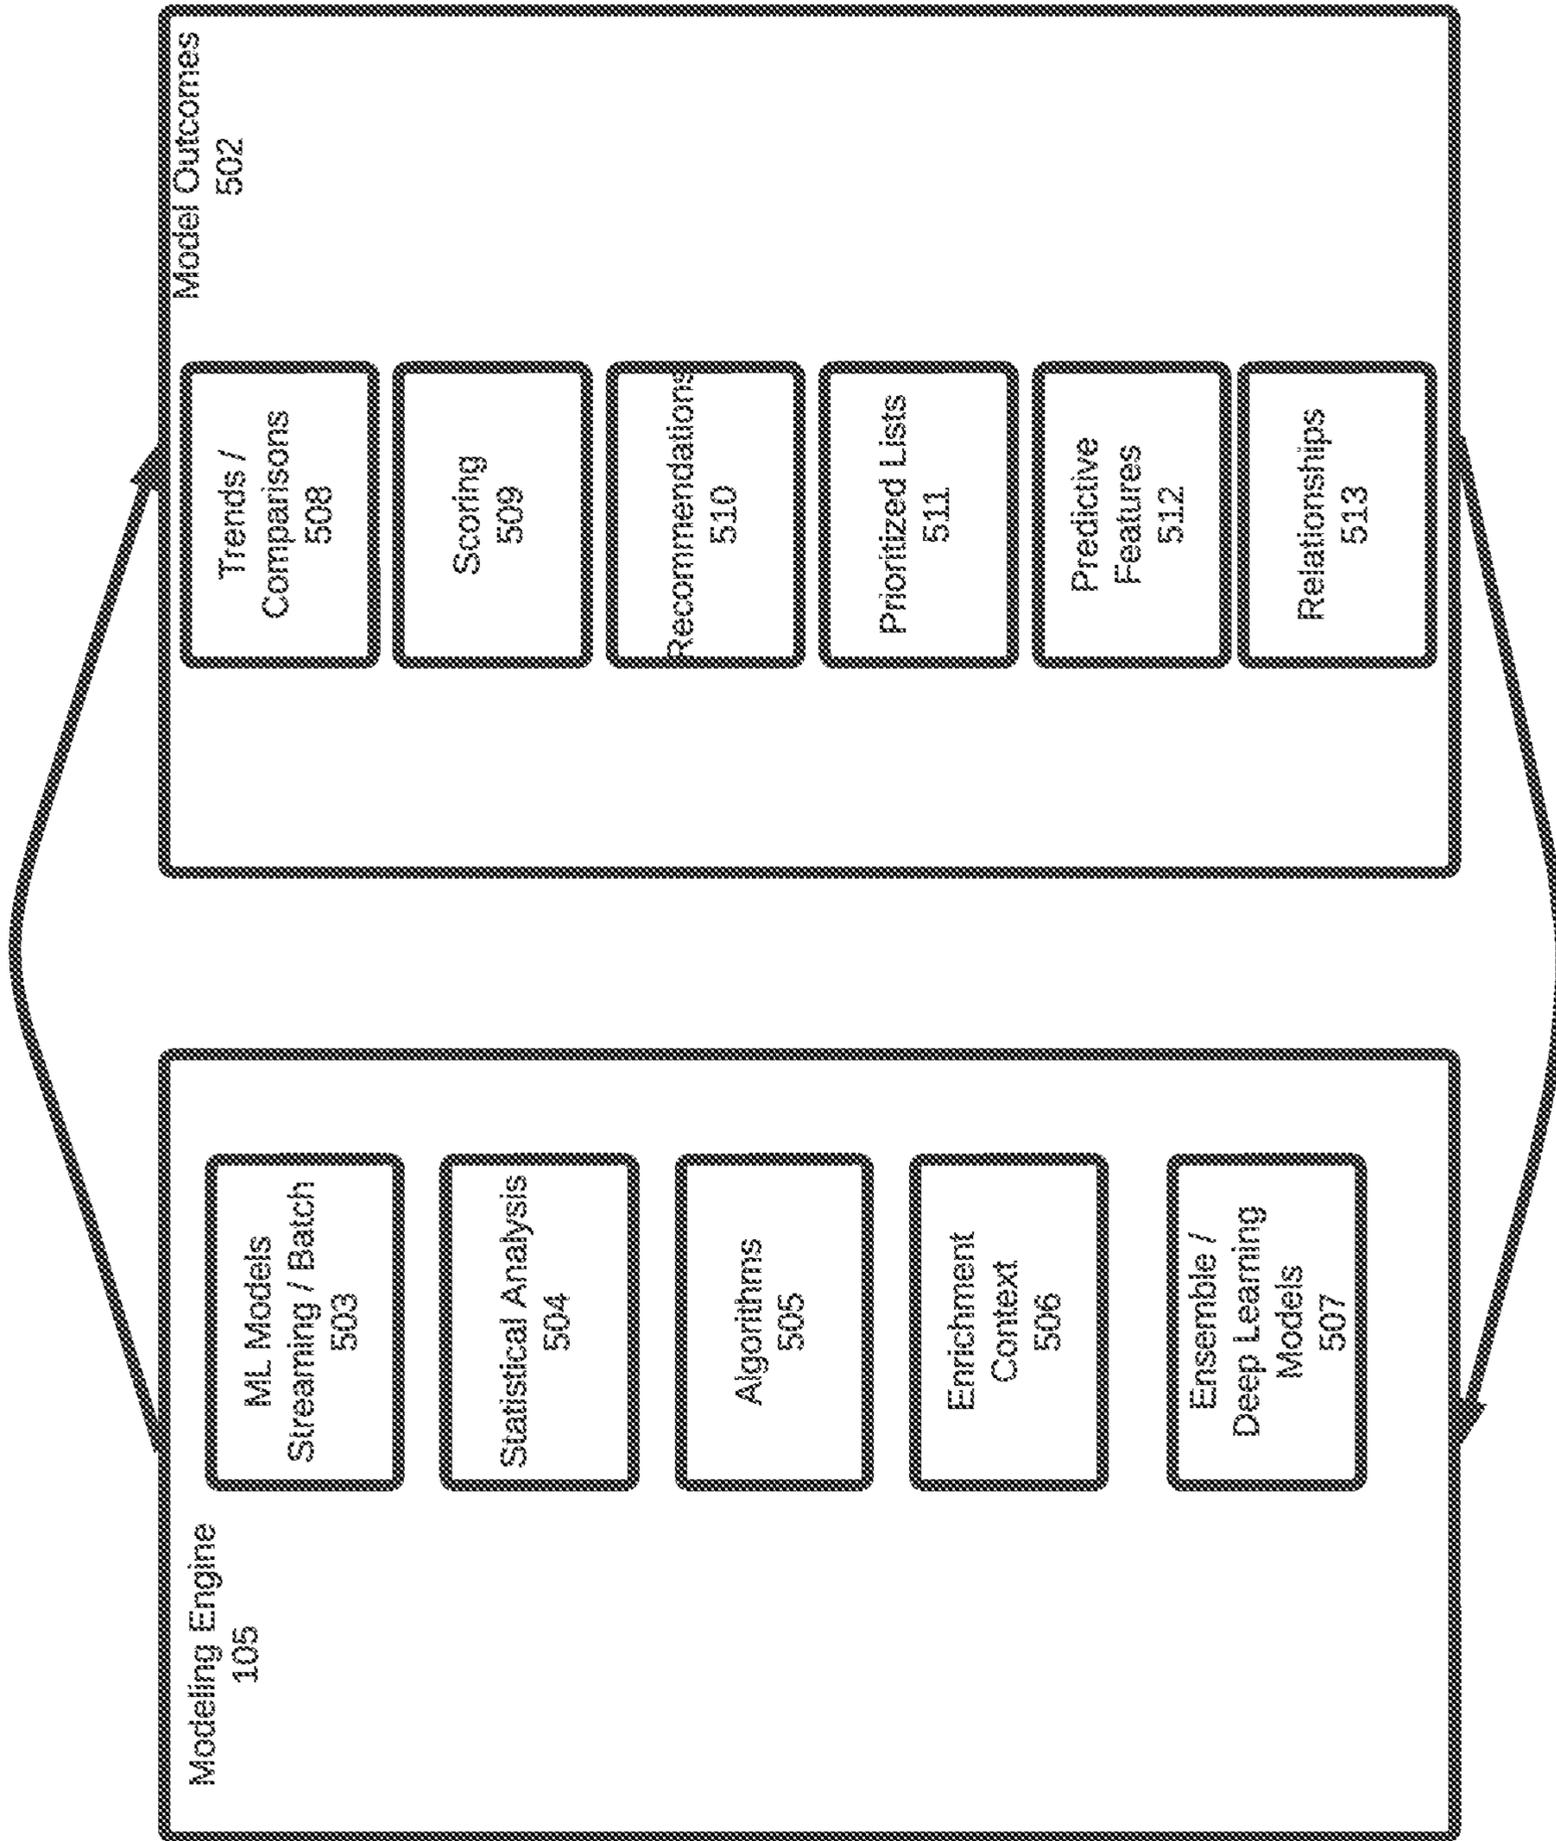 Modeling Engine
105
ML Models
Streaming / Batch
503
Statistical Analysis
504
Algorithms
505
Enrichment
Context
506
Ensemble /
Deep Learning
Models
507
Model Outcomes
502
Trends /
Comparisons
508
Scoring
509
Recommendations
510
Prioritized Lists
511
Predictive
Features
512
Relationships
513